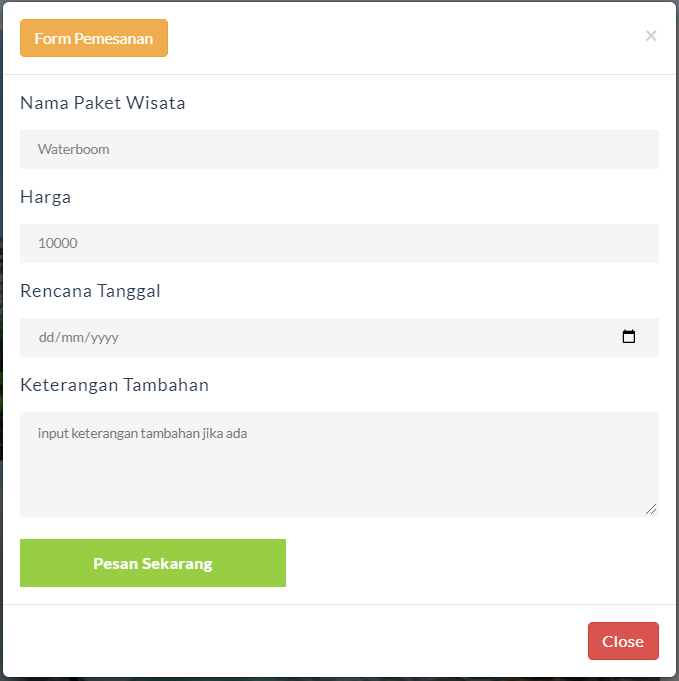 Form Pemesanan
×
Nama Paket Wisata
Waterboom
Harga
10000
Rencana Tanggal
dd/mm/yyyy
Keterangan Tambahan
input keterangan tambahan jika ada
Pesan Sekarang
Close